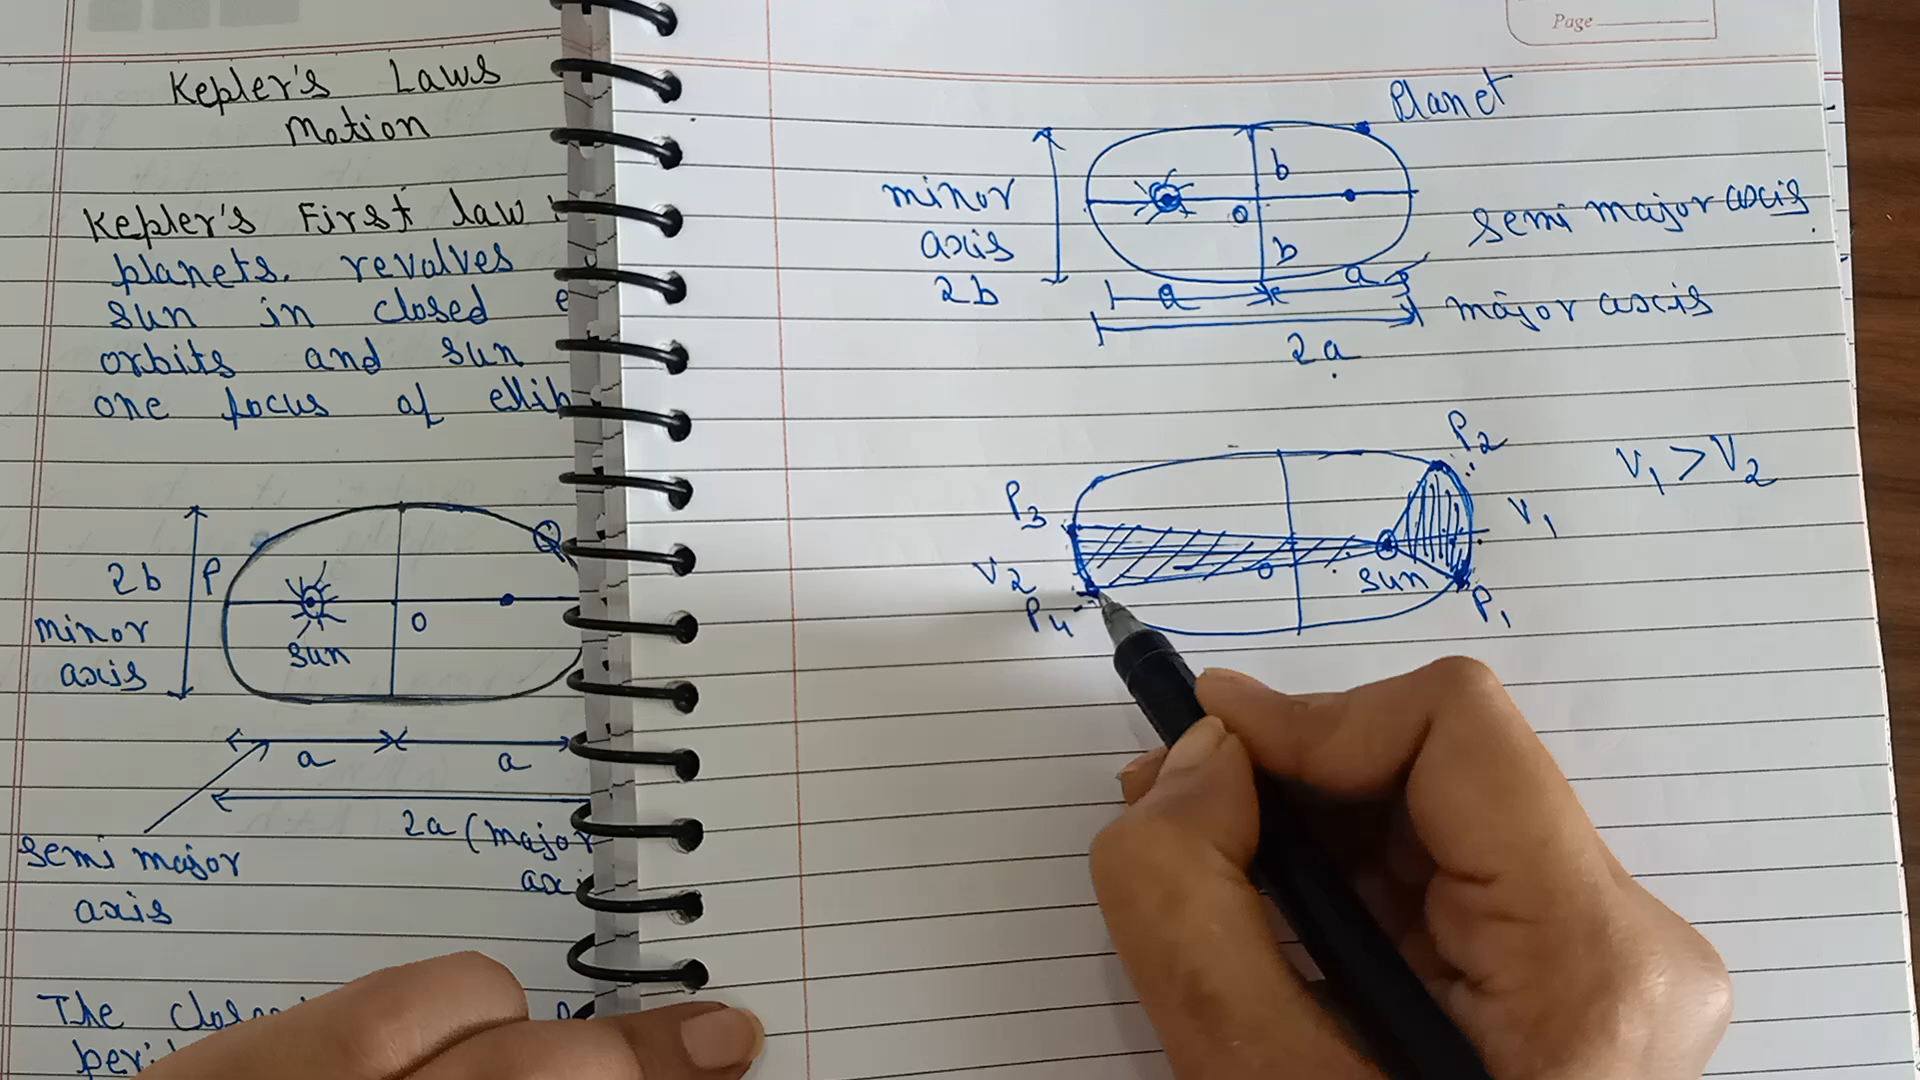 Kepler's Laws
Motion
Kepler's First law
planets. revolves
sun in closed e
orbits and sun
one focus of ellip
2b
minor
axis
P
Q
sun
o
a
a
2a (major
axi
semi major
axis
The
peri
Page
Planet
minor
axis
2b
b
o
b
semi major axis
a
a
major axis
2a
P2
V1 > V2
P3
V1
o
sun
V2
P4
P1